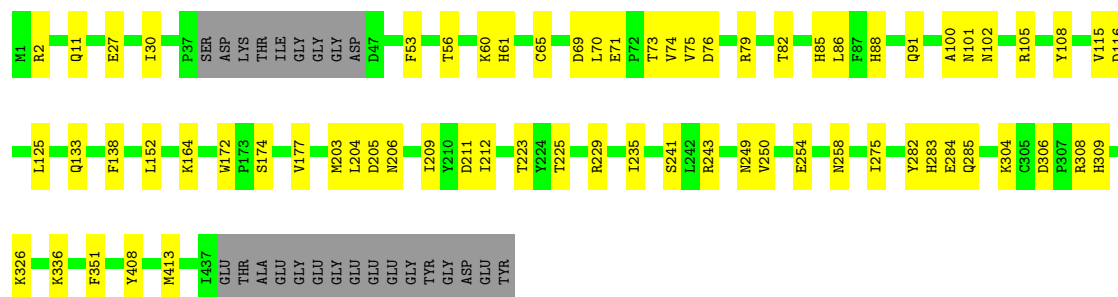 M1 R2 Q11 E27 I30 P37 SER ASP LYS THR ILE GLY GLY GLY ASP D47 F53 T56 K60 H61 C65 D69 L70 E71 P72 T73 V74 V75 D76 R79 T82 H85 L86 F87 H88 Q91 A100 N101 N102 R105 Y108 V115 D116
L125 Q133 F138 L152 K164 W172 P173 S174 V177 M203 L204 D205 N206 I209 Y210 D211 I212 T223 Y224 T225 R229 I235 S241 L242 R243 N249 V250 E254 N258 I275 Y282 H283 E284 Q285 K304 C305 D306 P307 R308 H309
K326 K336 F351 Y408 M413 I437 GLU THR ALA GLU GLY GLU GLY GLU GLU GLU GLY TYR GLY ASP GLU TYR